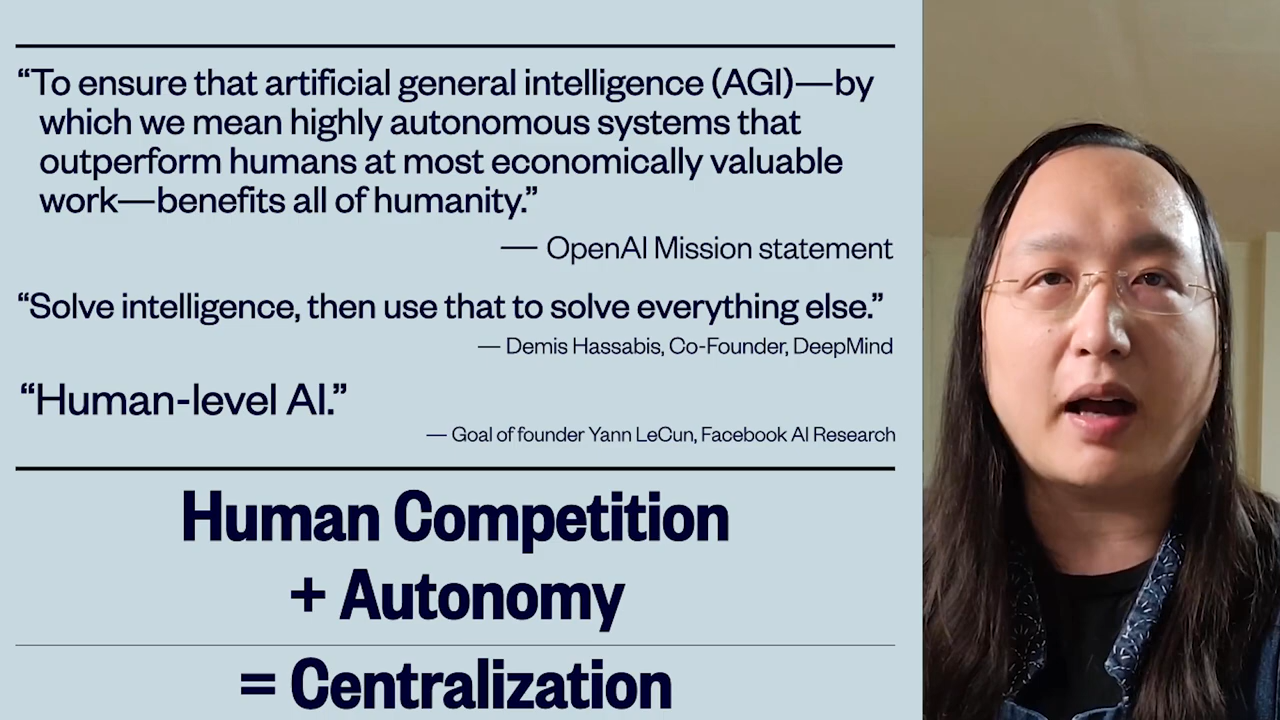 “To ensure that artificial general intelligence (AGI)—by
which we mean highly autonomous systems that
outperform humans at most economically valuable
work—benefits all of humanity.”
— OpenAI Mission statement
“Solve intelligence, then use that to solve everything else.”
— Demis Hassabis, Co-Founder, DeepMind
“Human-level AI.”
— Goal of founder Yann LeCun, Facebook AI Research
Human Competition
+ Autonomy
= Centralization